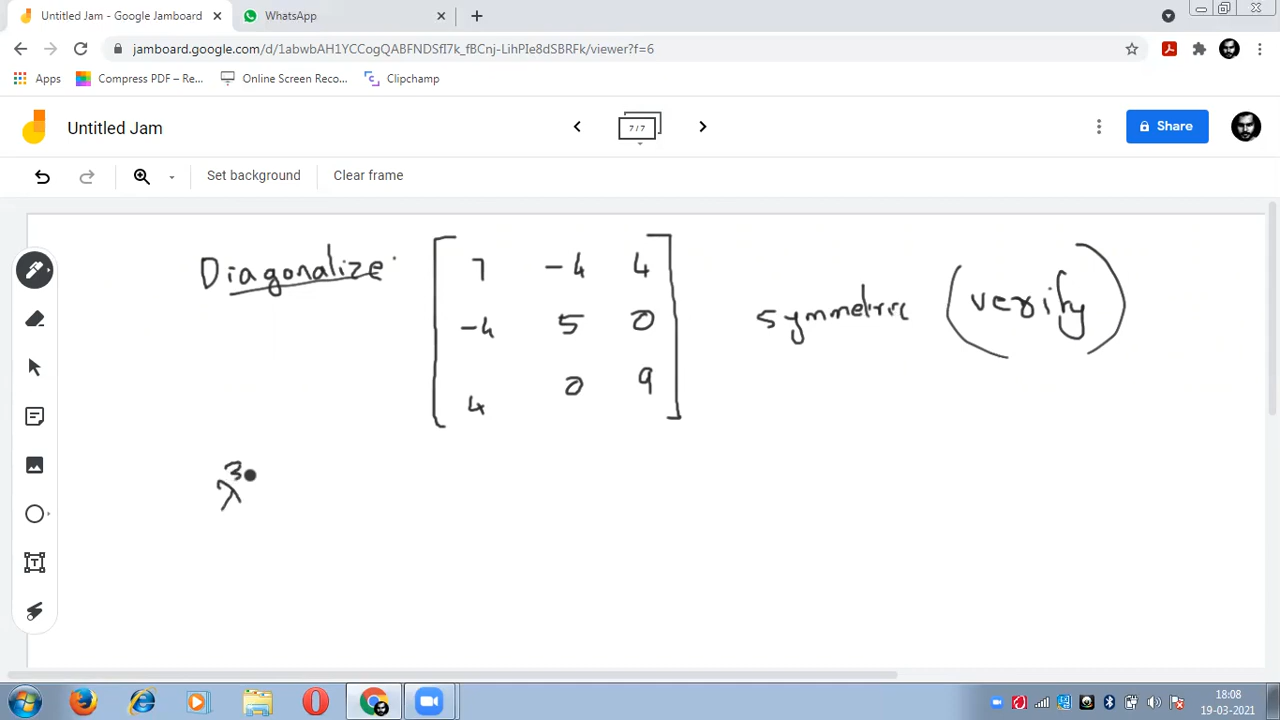 Untitled Jam - Google Jamboard
WhatsApp
jamboard.google.com/d/1abwbAH1YCCogQABFNDSfI7k_fBCnj-LihPIe8dSBRFk/viewer?f=6
Apps
Compress PDF – Re...
Online Screen Reco...
Clipchamp
Untitled Jam
7 / 7
Share
Set background
Clear frame
Diagonalize
7 -4 4
-4 5 0
4 0 9
symmetric (verify)
λ³
18:08
19-03-2021